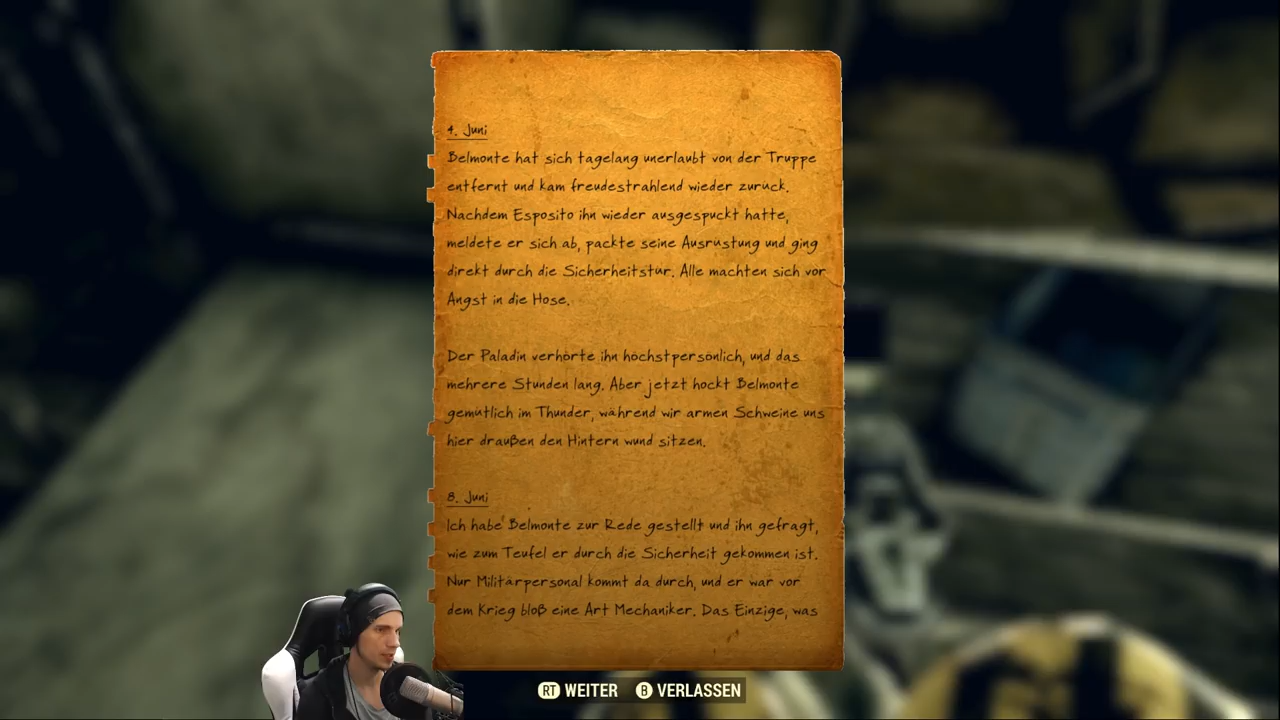 4. Juni
Belmonte hat sich tagelang unerlaubt von der Truppe
entfernt und kam freudestrahlend wieder zurück.
Nachdem Esposito ihn wieder ausgespuckt hatte,
meldete er sich ab, packte seine Ausrüstung und ging
direkt durch die Sicherheitstür. Alle machten sich vor
Angst in die Hose.
Der Paladin verhörte ihn höchstpersönlich, und das
mehrere Stunden lang. Aber jetzt hockt Belmonte
gemütlich im Thunder, während wir armen Schweine uns
hier draußen den Hintern wund sitzen.
8. Juni
Ich habe Belmonte zur Rede gestellt und ihn gefragt,
wie zum Teufel er durch die Sicherheit gekommen ist.
Nur Militärpersonal kommt da durch, und er war vor
dem Krieg bloß eine Art Mechaniker. Das Einzige, was
RT WEITER B VERLASSEN